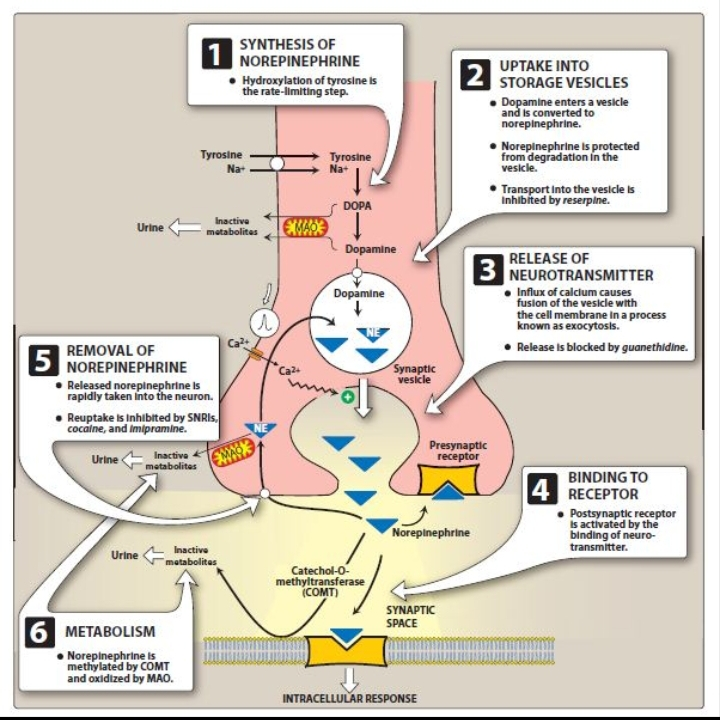 1 SYNTHESIS OF
NOREPINEPHRINE
• Hydroxylation of tyrosine is
the rate-limiting step.
2 UPTAKE INTO
STORAGE VESICLES
• Dopamine enters a vesicle
and is converted to
norepinephrine.
• Norepinephrine is protected
from degradation in the
vesicle.
• Transport into the vesicle is
inhibited by reserpine.
Tyrosine
Na+
Tyrosine
Na+
DOPA
MAO
Inactive
metabolites
Urine
Dopamine
3 RELEASE OF
NEUROTRANSMITTER
• Influx of calcium causes
fusion of the vesicle with
the cell membrane in a process
known as exocytosis.
• Release is blocked by guanethidine.
Dopamine
NE
Synaptic
vesicle
Ca2+
Ca2+
+
5 REMOVAL OF
NOREPINEPHRINE
• Released norepinephrine is
rapidly taken into the neuron.
• Reuptake is inhibited by SNRIs,
cocaine, and imipramine.
NE
MAO
Urine
Inactive
metabolites
Presynaptic
receptor
4 BINDING TO
RECEPTOR
• Postsynaptic receptor
is activated by the
binding of neuro-
transmitter.
Norepinephrine
Urine
Inactive
metabolites
Catechol-O-
methyltransferase
(COMT)
SYNAPTIC
SPACE
6 METABOLISM
• Norepinephrine is
methylated by COMT
and oxidized by MAO.
INTRACELLULAR RESPONSE